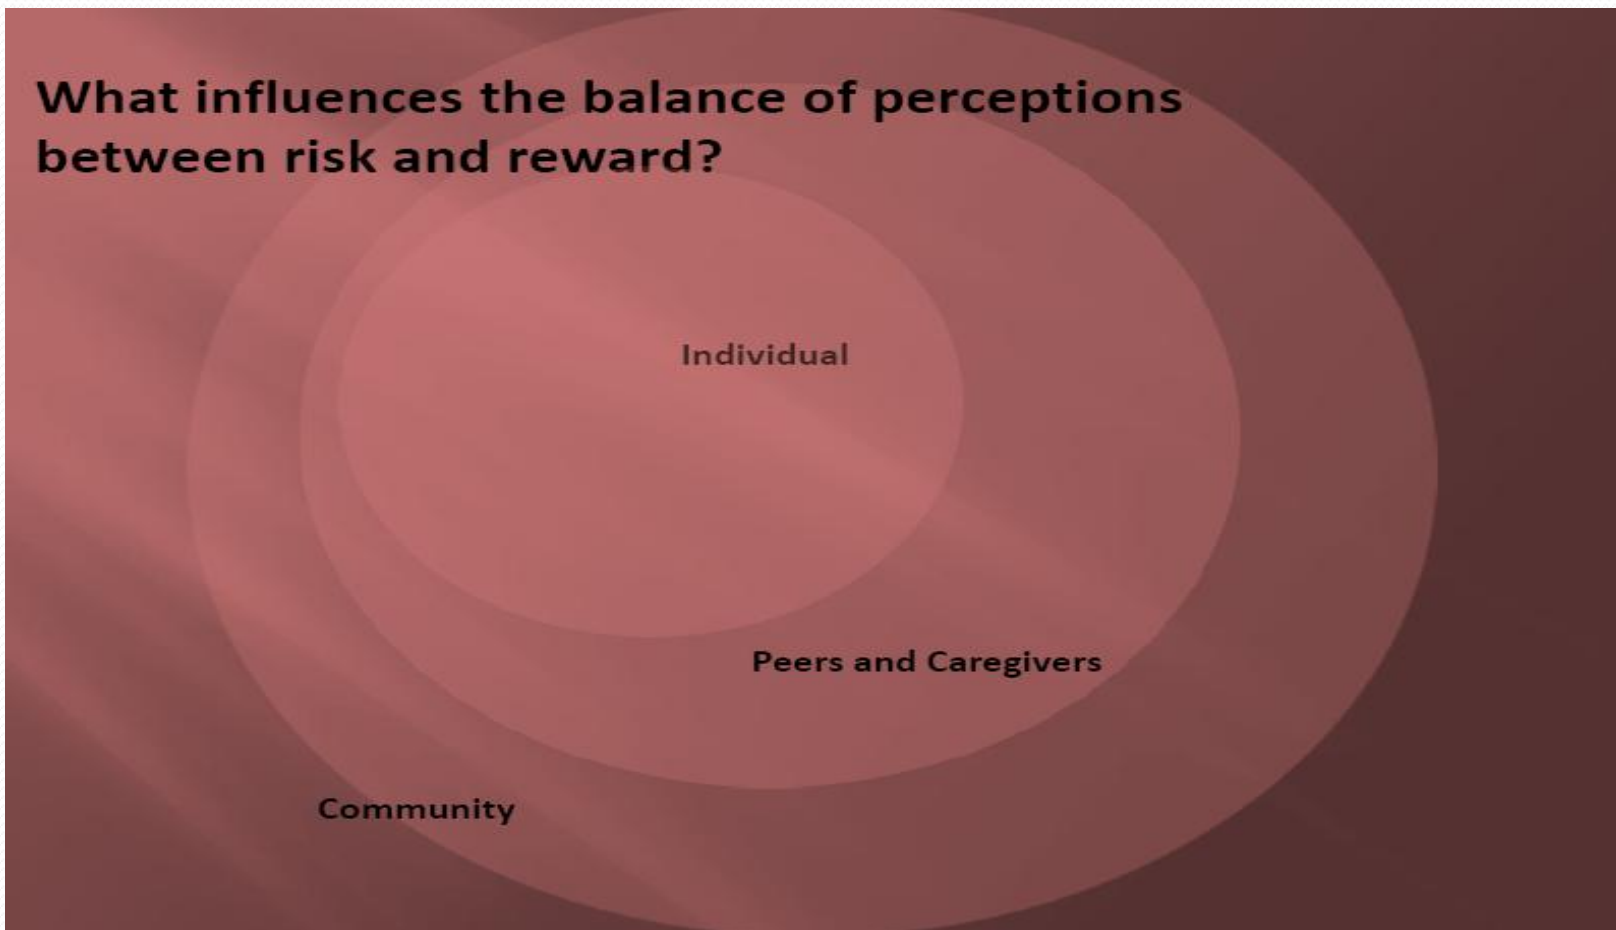 What influences the balance of perceptions
between risk and reward?
Individual
Peers and Caregivers
Community